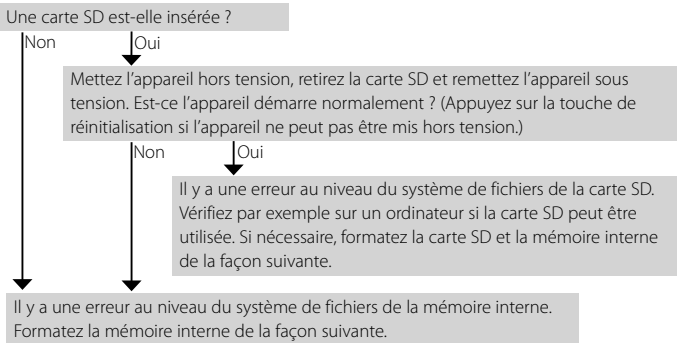 Une carte SD est-elle insérée ?
Non
Oui
Mettez l'appareil hors tension, retirez la carte SD et remettez l'appareil sous
tension. Est-ce l'appareil démarre normalement ? (Appuyez sur la touche de
réinitialisation si l'appareil ne peut pas être mis hors tension.)
Non
Oui
Il y a une erreur au niveau du système de fichiers de la carte SD.
Vérifiez par exemple sur un ordinateur si la carte SD peut être
utilisée. Si nécessaire, formatez la carte SD et la mémoire interne
de la façon suivante.
Il y a une erreur au niveau du système de fichiers de la mémoire interne.
Formatez la mémoire interne de la façon suivante.